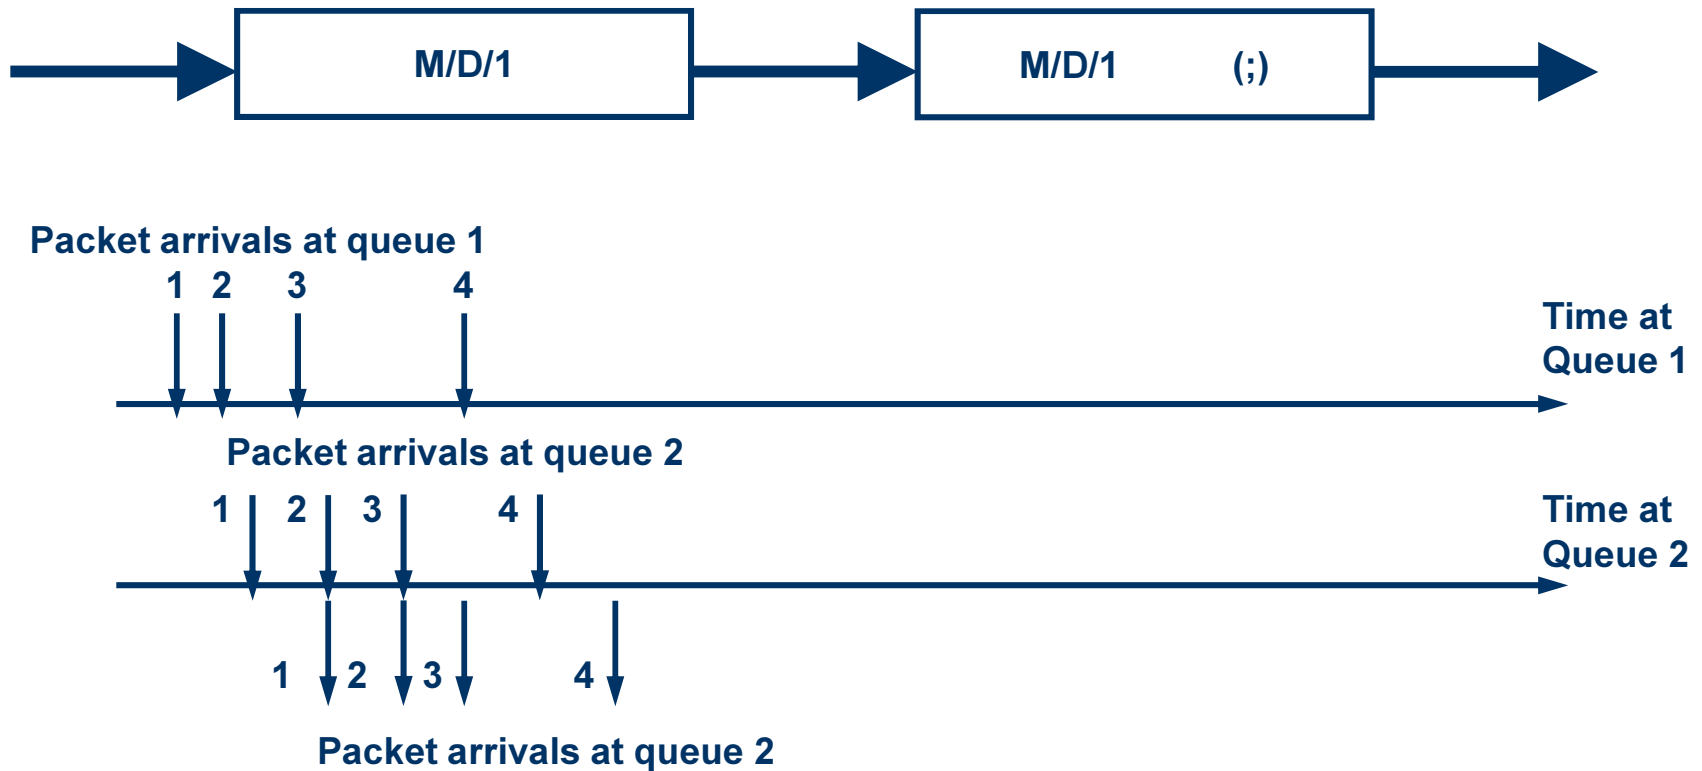 M/D/1
M/D/1 (;)
Packet arrivals at queue 1
1 2 3 4
Time at
Queue 1
Packet arrivals at queue 2
1 2 3 4
Time at
Queue 2
1 2 3 4
Packet arrivals at queue 2